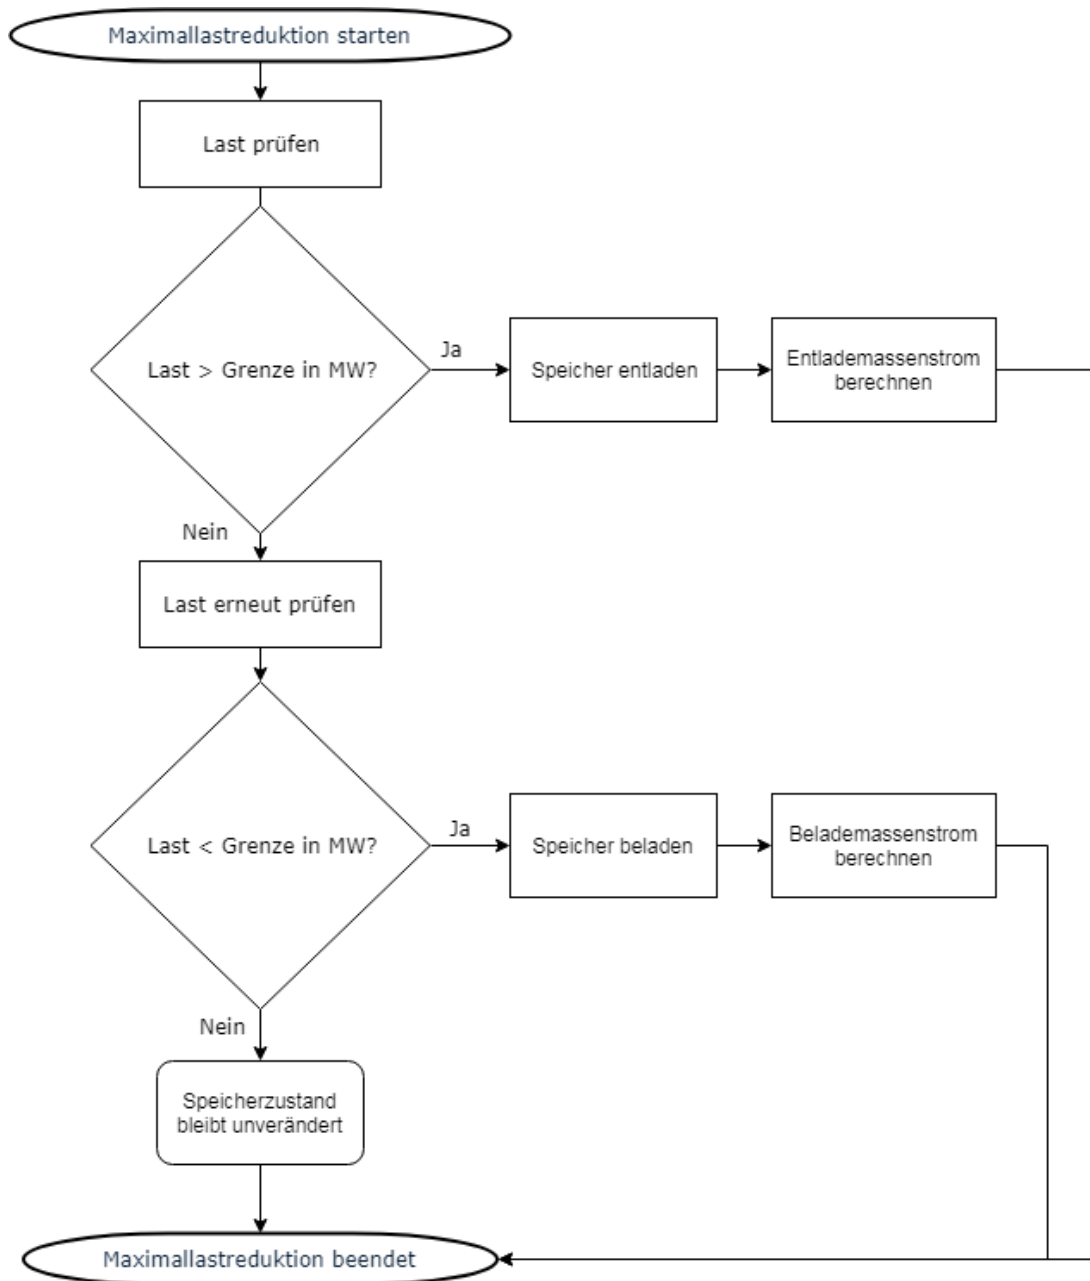 Maximallastreduktion starten
Last prüfen
Last > Grenze in MW?
Ja
Speicher entladen
Entlademassenstrom
berechnen
Nein
Last erneut prüfen
Last < Grenze in MW?
Ja
Speicher beladen
Belademassenstrom
berechnen
Nein
Speicherzustand
bleibt unverändert
Maximallastreduktion beendet